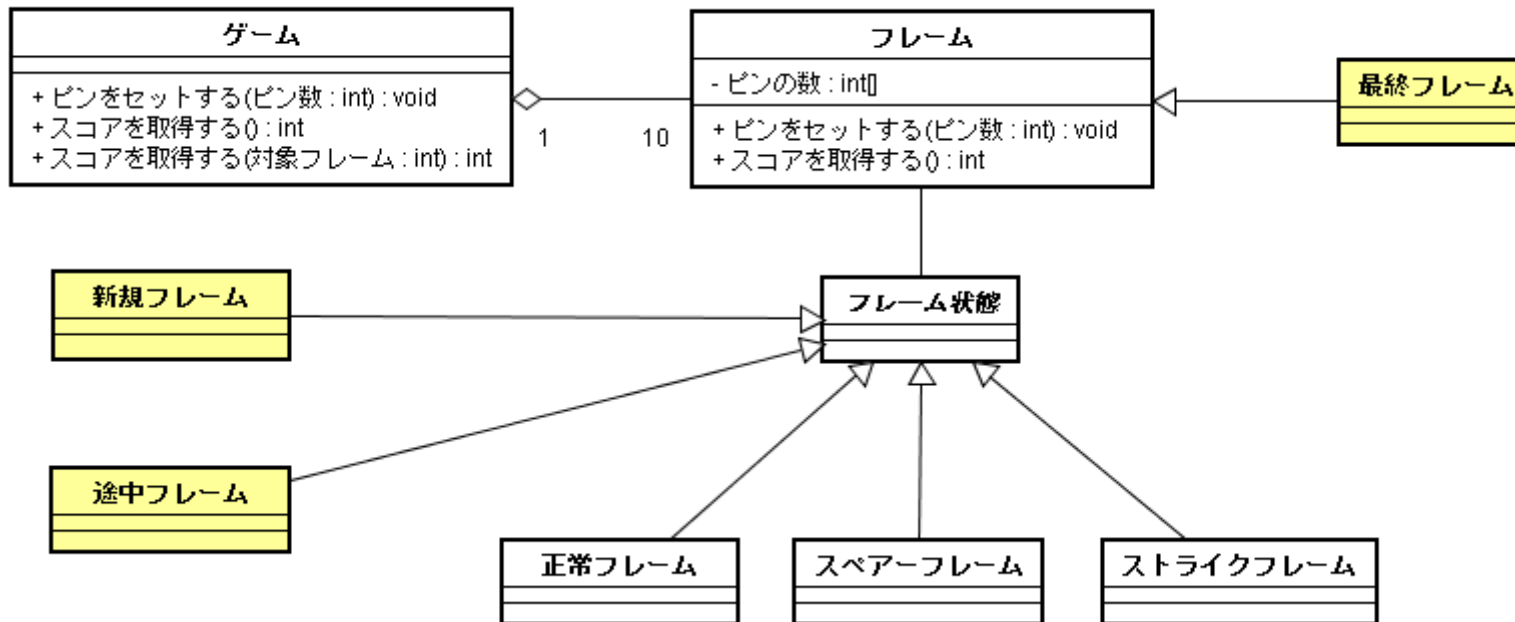 ゲーム
+ ピンをセットする(ピン数 : int) : void
+ スコアを取得する() : int
+ スコアを取得する(対象フレーム : int) : int
1
10
フレーム
- ピンの数 : int[]
+ ピンをセットする(ピン数 : int) : void
+ スコアを取得する() : int
最終フレーム
新規フレーム
フレーム状態
途中フレーム
正常フレーム
スペアーフレーム
ストライクフレーム